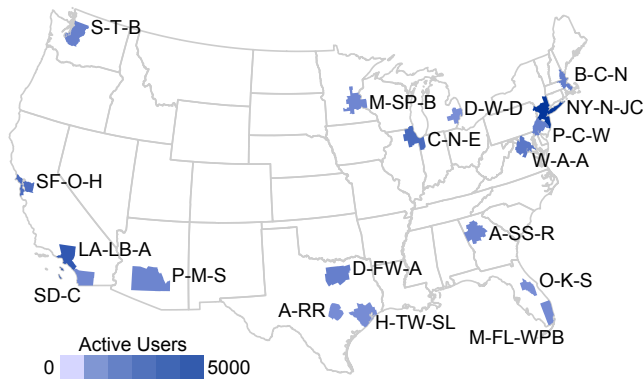 S-T-B
B-C-N
M-SP-B
D-W-D
NY-N-JC
C-N-E
P-C-W
W-A-A
SF-O-H
A-SS-R
LA-LB-A
P-M-S
D-FW-A
O-K-S
SD-C
A-RR
H-TW-SL
M-FL-WPB
Active Users
0 5000